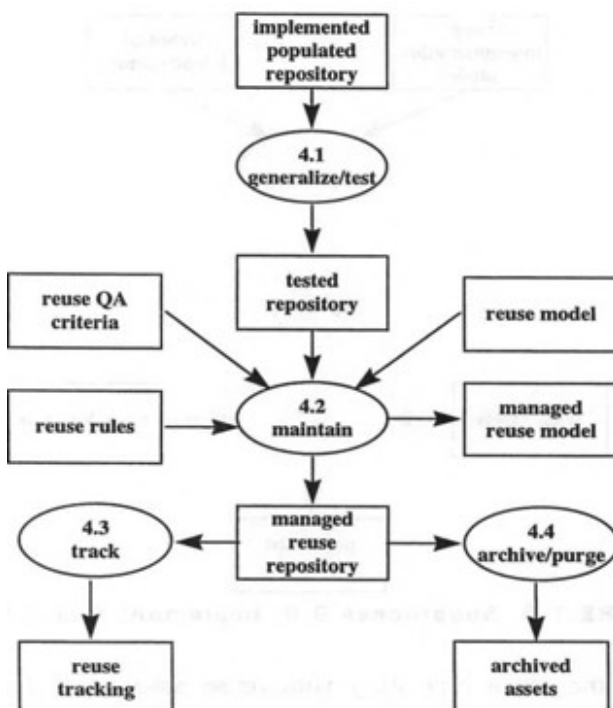 implemented
populated
repository
4.1
generalize/test
tested
repository
reuse QA
criteria
reuse model
reuse rules
4.2
maintain
managed
reuse model
4.3
track
managed
reuse
repository
4.4
archive/purge
reuse
tracking
archived
assets